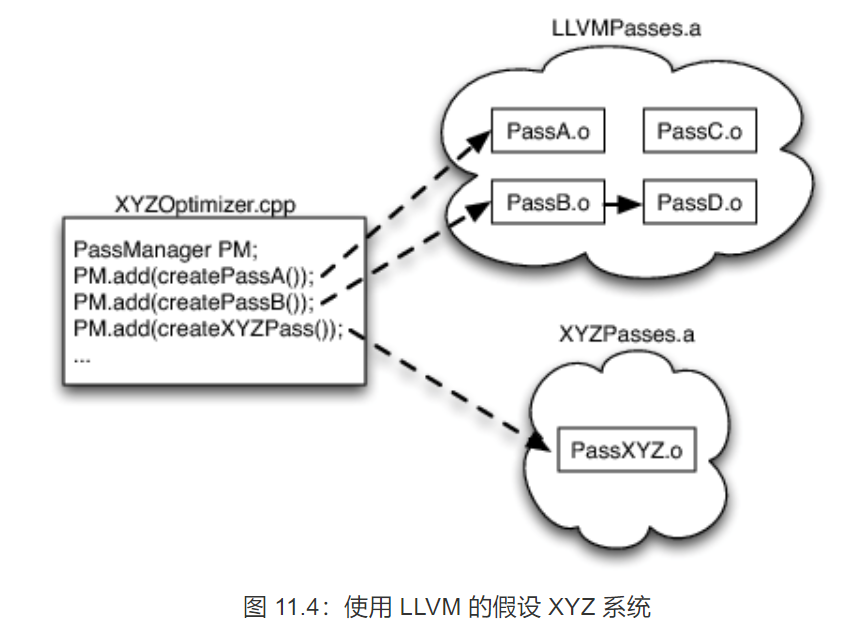 LLVMPasses.a
PassA.o
PassC.o
PassB.o
PassD.o
XYZOptimizer.cpp
PassManager PM;
PM.add(createPassA());
PM.add(createPassB());
PM.add(createXYZPass());
...
XYZPasses.a
PassXYZ.o
图 11.4：使用 LLVM 的假设 XYZ 系统